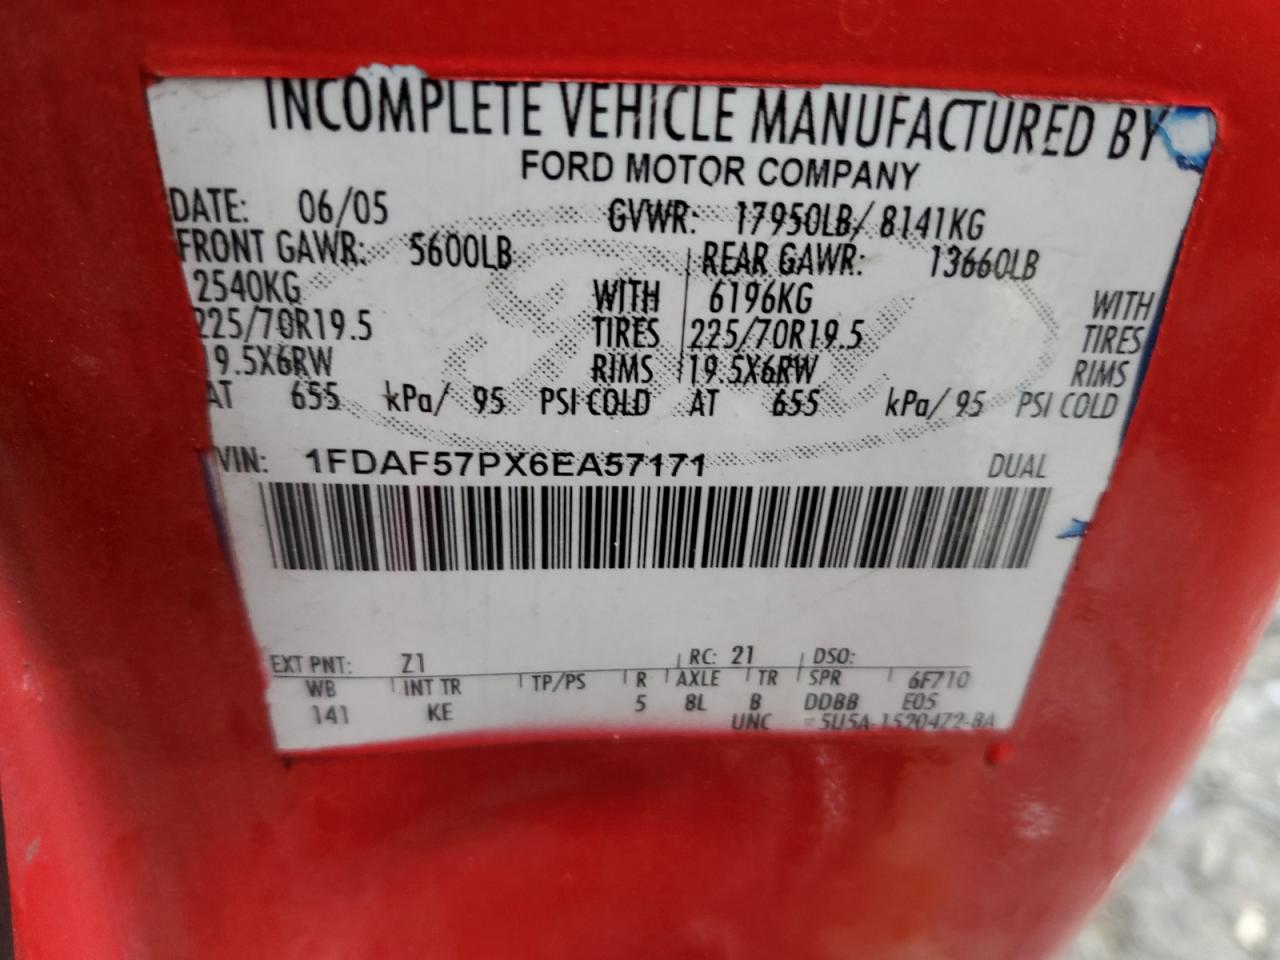 INCOMPLETE VEHICLE MANUFACTURED BY
FORD MOTOR COMPANY
DATE: 06/05 GVWR: 17950LB/ 8141KG
FRONT GAWR: 5600LB REAR GAWR: 13660LB
2540KG WITH 6196KG WITH
225/70R19.5 TIRES 225/70R19.5 TIRES
19.5X6RW RIMS 19.5X6RW RIMS
AT 655 kPa/ 95 PSI COLD AT 655 kPa/ 95 PSI COLD
VIN: 1FDAF57PX6EA57171 DUAL
EXT PNT: Z1 RC: 21 DSO:
WB INT TR TP/PS R AXLE TR SPR 6F710
141 KE 5 8L B DDBB E05
UNC 5U5A-1520472-BA